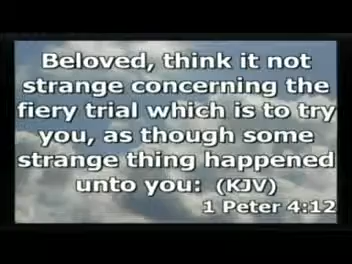 Beloved, think it not
strange concerning the
fiery trial which is to try
you, as though some
strange thing happened
unto you: (KJV)
1 Peter 4:12